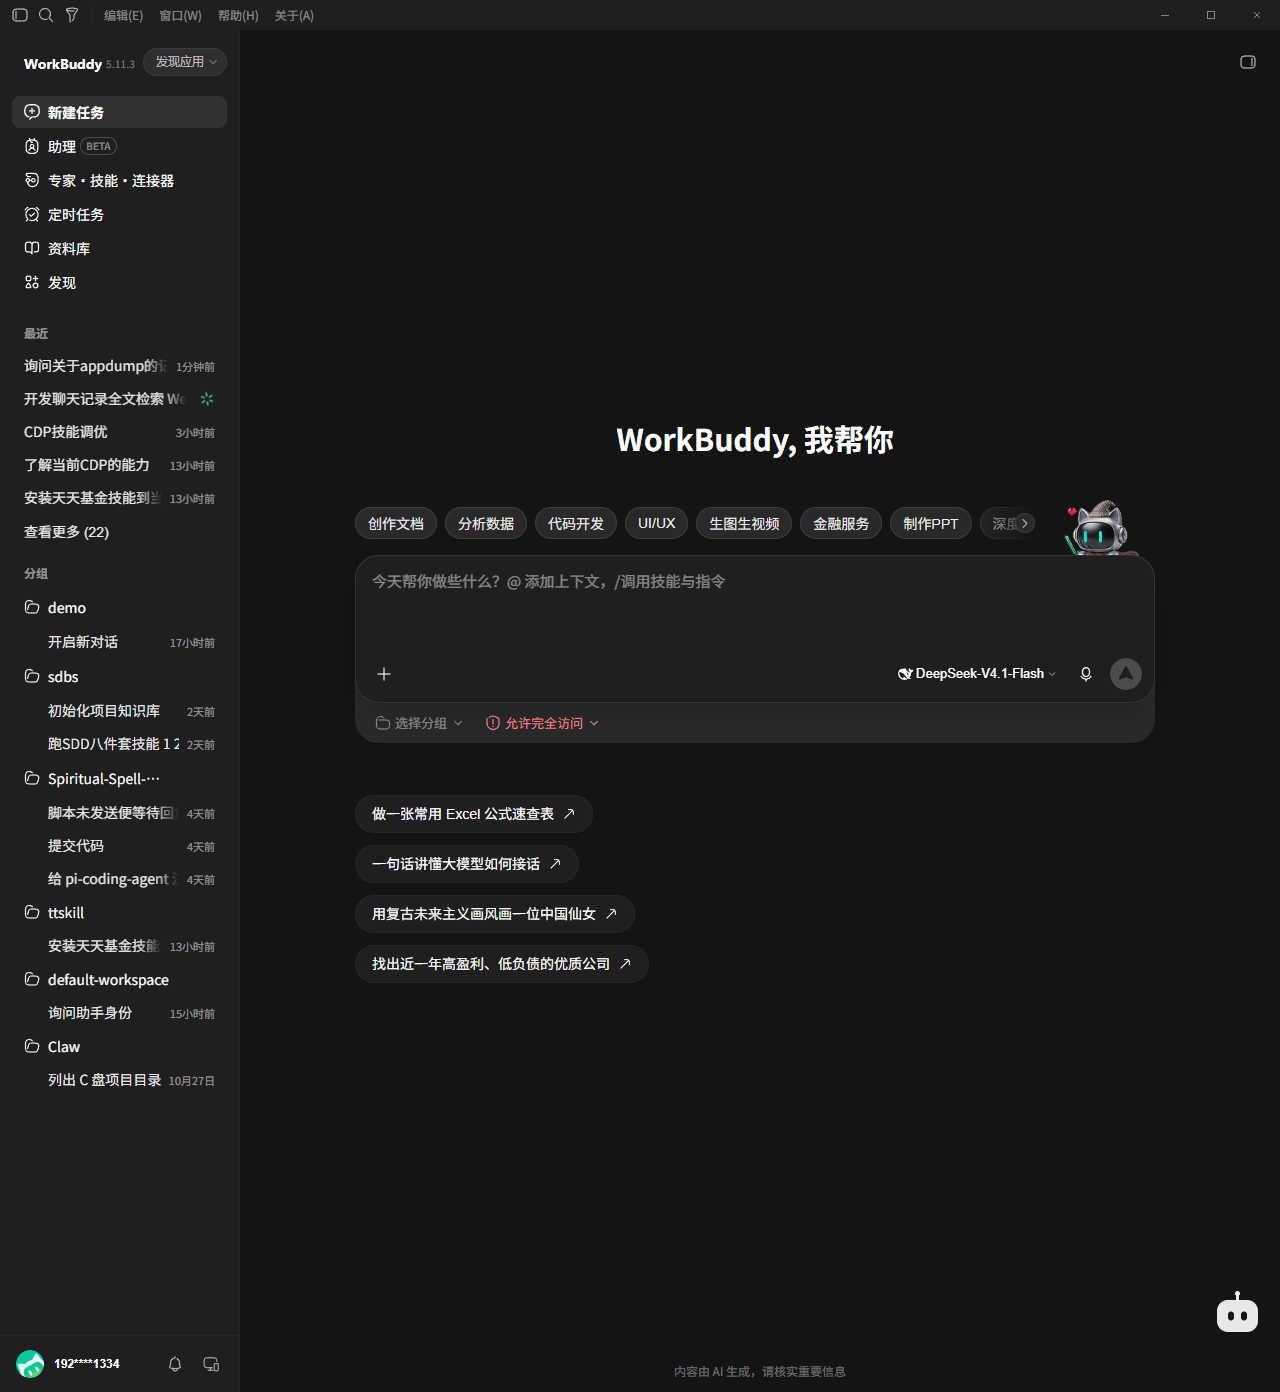 编辑(E) 窗口(W) 帮助(H) 关于(A)
WorkBuddy 5.11.3 发现应用
新建任务
助理 BETA
专家・技能・连接器
定时任务
资料库
发现
最近
询问关于appdump的 1分钟前
开发聊天记录全文检索 We
CDP技能调优 3小时前
了解当前CDP的能力 13小时前
安装天天基金技能到当 13小时前
查看更多 (22)
分组
demo
开启新对话 17小时前
sdbs
初始化项目知识库 2天前
跑SDD八件套技能 1 2 2天前
Spiritual-Spell-···
脚本未发送便等待回 4天前
提交代码 4天前
给 pi-coding-agent 4天前
ttskill
安装天天基金技能 13小时前
default-workspace
询问助手身份 15小时前
Claw
列出 C 盘项目目录 10月27日
192****1334
WorkBuddy, 我帮你
创作文档 分析数据 代码开发 UI/UX 生图生视频 金融服务 制作PPT 深度
今天帮你做些什么？@ 添加上下文，/调用技能与指令
DeepSeek-V4.1-Flash
选择分组 允许完全访问
做一张常用 Excel 公式速查表
一句话讲懂大模型如何接话
用复古未来主义画风画一位中国仙女
找出近一年高盈利、低负债的优质公司
内容由 AI 生成，请核实重要信息